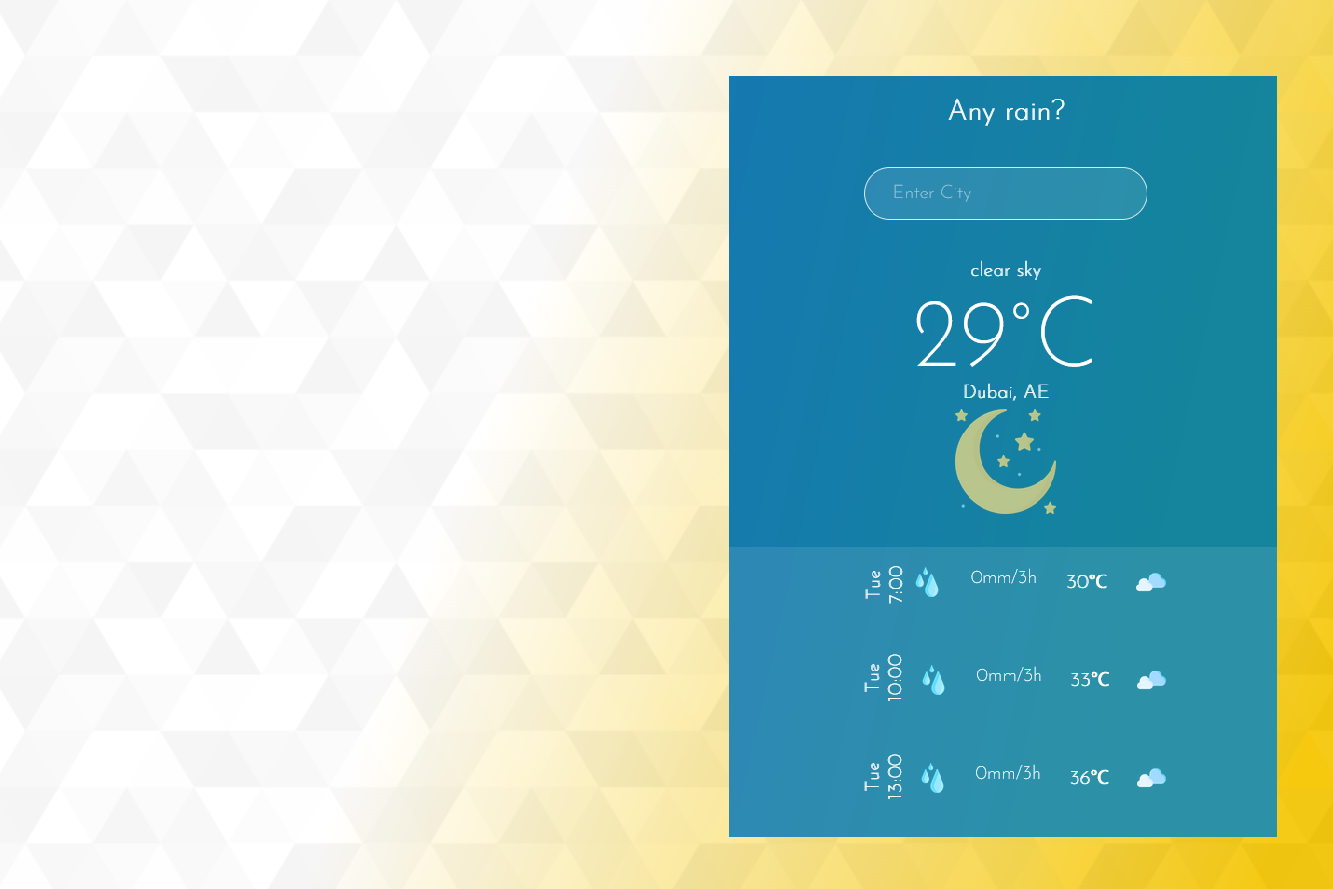 Any rain?
Enter City
clear sky
29°C
Dubai, AE
Tue
7:00
0mm/3h
30°C
Tue
10:00
0mm/3h
33°C
Tue
13:00
0mm/3h
36°C